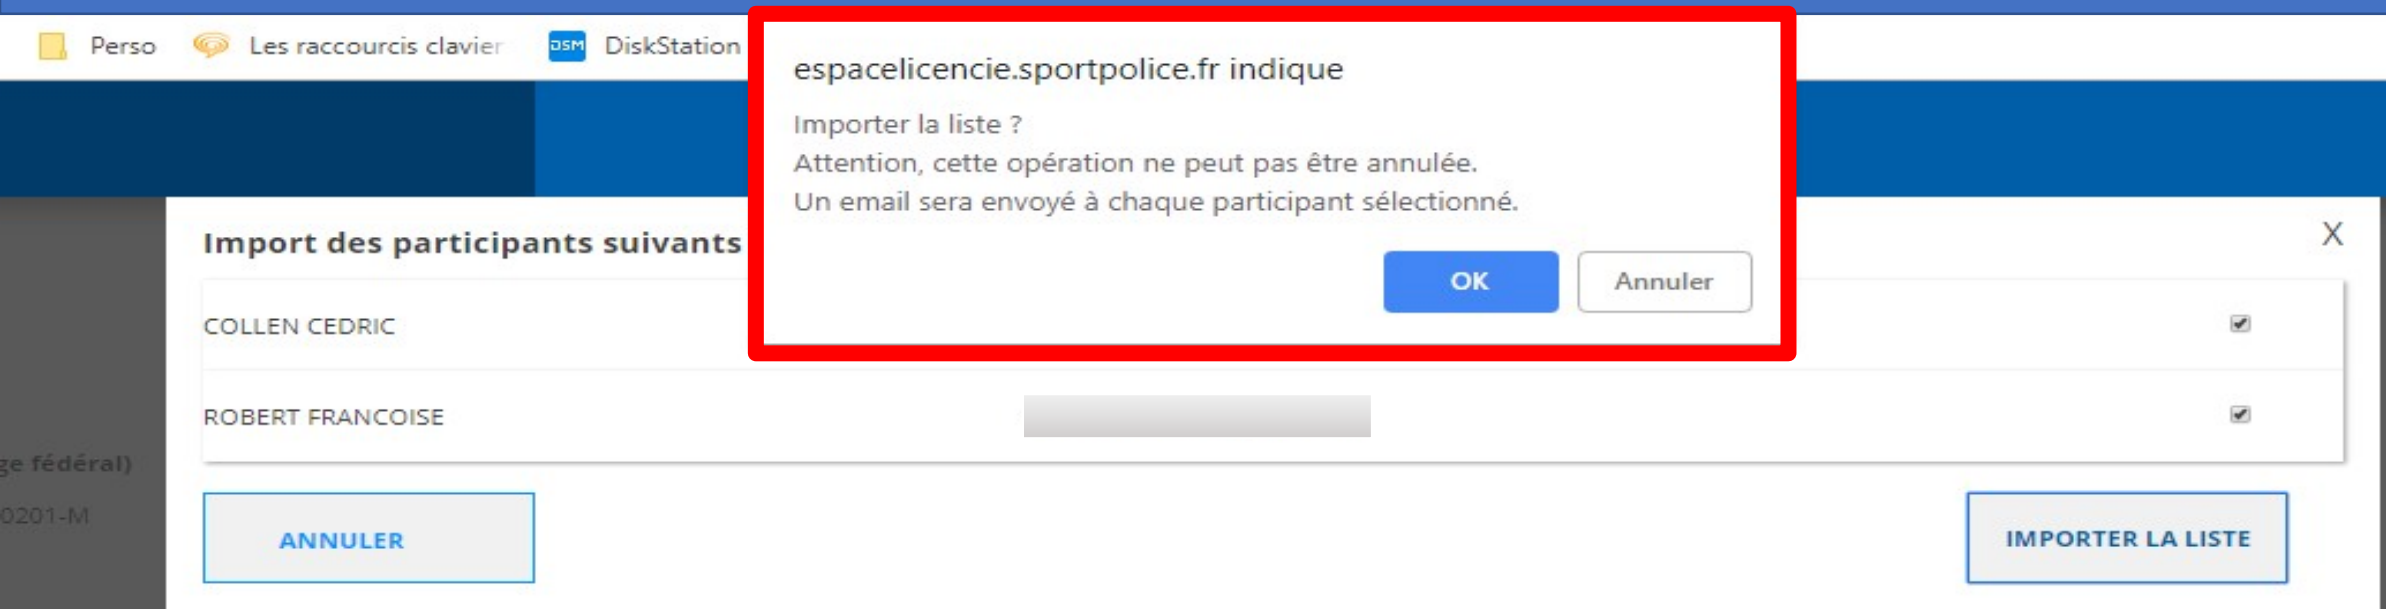 Perso Les raccourcis clavier DSM DiskStation
espacelicencie.sportpolice.fr indique
Importer la liste ?
Attention, cette opération ne peut pas être annulée.
Un email sera envoyé à chaque participant sélectionné.
OK Annuler
Import des participants suivants X
COLLEN CEDRIC
ROBERT FRANCOISE
ge fédéral)
0201-M
ANNULER IMPORTER LA LISTE